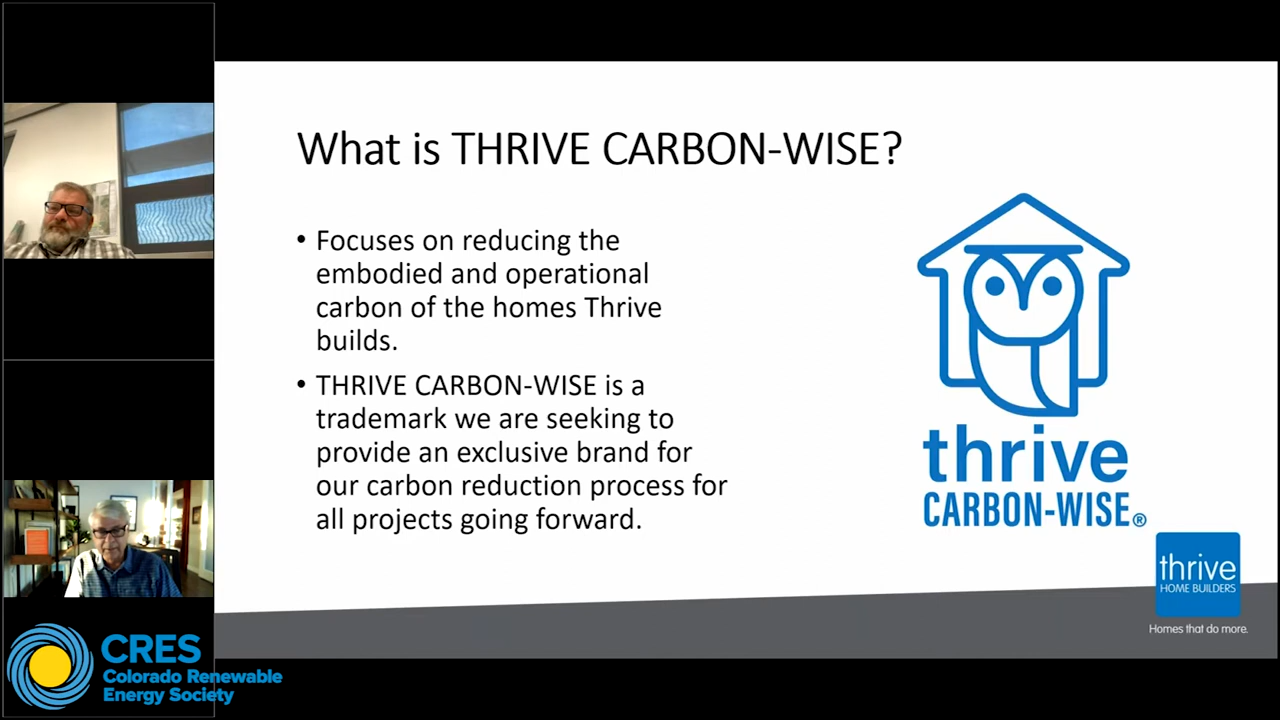 What is THRIVE CARBON-WISE?
• Focuses on reducing the
embodied and operational
carbon of the homes Thrive
builds.
• THRIVE CARBON-WISE is a
trademark we are seeking to
provide an exclusive brand for
our carbon reduction process for
all projects going forward.
thrive
CARBON-WISE®
thrive
HOME BUILDERS
Homes that do more.
CRES
Colorado Renewable
Energy Society